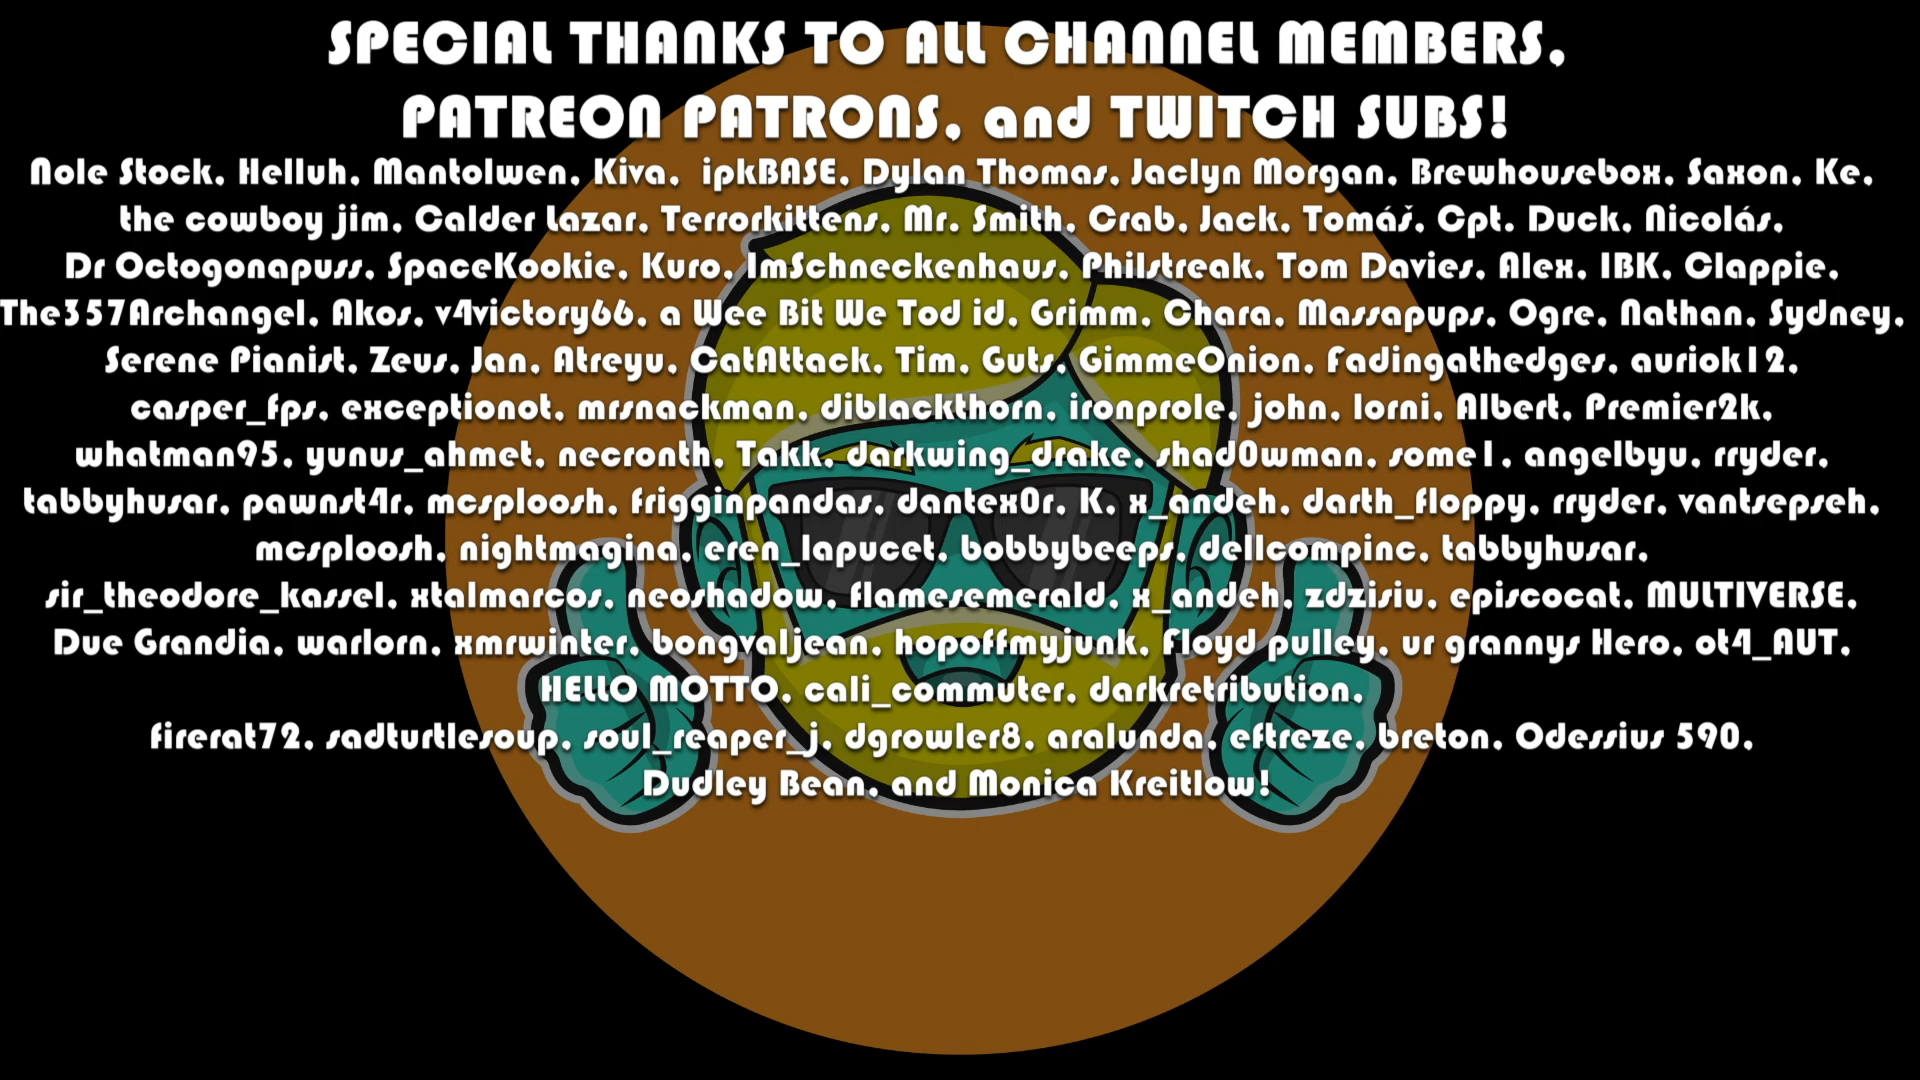 SPECIAL THANKS TO ALL CHANNEL MEMBERS,
PATREON PATRONS, and TWITCH SUBS!
Nole Stock, Helluh, Mantolwen, Kiva, ipkBASE, Dylan Thomas, Jaclyn Morgan, Brewhousebox, Saxon, Ke,
the cowboy jim, Calder Lazar, Terrorkittens, Mr. Smith, Crab, Jack, Tomáš, Cpt. Duck, Nicolás,
Dr Octogonapuss, SpaceKookie, Kuro, ImSchneckenhaus, Philstreak, Tom Davies, Alex, IBK, Clappie,
The357Archangel, Akos, v4victory66, a Wee Bit We Tod id, Grimm, Chara, Massapups, Ogre, Nathan, Sydney,
Serene Pianist, Zeus, Jan, Atreyu, CatAttack, Tim, Guts, GimmeOnion, Fadingathedges, auriok12,
casper_fps, exceptionot, mrsnackman, diblackthorn, ironprole, john, lorni, Albert, Premier2k,
whatman95, yunus_ahmet, necronth, Takk, darkwing_drake, shad0wman, some1, angelbyu, rryder,
tabbyhusar, pawnst4r, mcsploosh, frigginpandas, dantex0r, K, x_andeh, darth_floppy, rryder, vantsepseh,
mcsploosh, nightmagina, eren_lapucet, bobbybeeps, dellcompinc, tabbyhusar,
sir_theodore_kassel, xtalmarcos, neoshadow, flamesemerald, x_andeh, zdzisiu, episcocat, MULTIVERSE,
Due Grandia, warlorn, xmrwinter, bongvaljean, hopoffmyjunk, Floyd pulley, ur grannys Hero, ot4_AUT,
HELLO MOTTO, cali_commuter, darkretribution,
firerat72, sadturtlesoup, soul_reaper_j, dgrowler8, aralunda, eftreze, breton, Odessius 590,
Dudley Bean, and Monica Kreitlow!